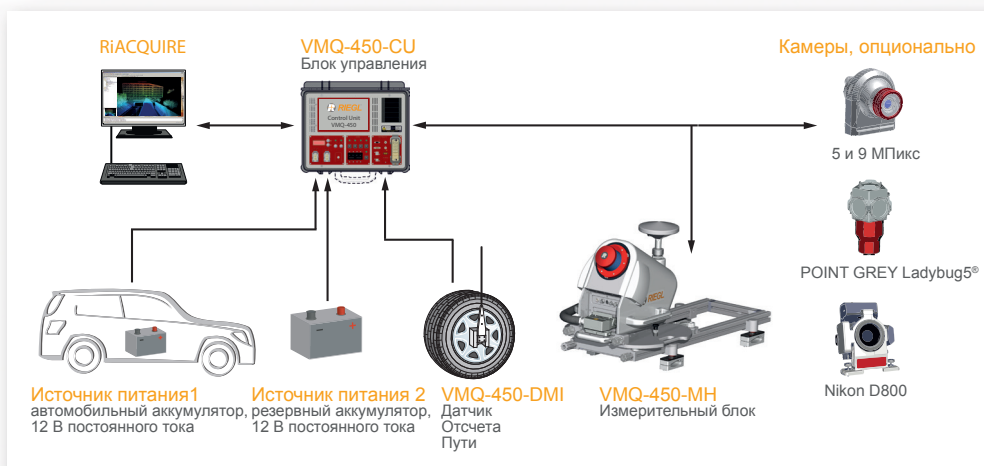 RiACQUIRE
VMQ-450-CU
Блок управления
Камеры, опционально
RIEGL
Control Unit
VMQ-450
5 и 9 МПикс
POINT GREY Ladybug5®
Nikon D800
RIEGL
Источник питания1
автомобильный аккумулятор,
12 В постоянного тока
Источник питания 2
резервный аккумулятор,
12 В постоянного тока
VMQ-450-DMI
Датчик
Отсчета
Пути
VMQ-450-MH
Измерительный блок